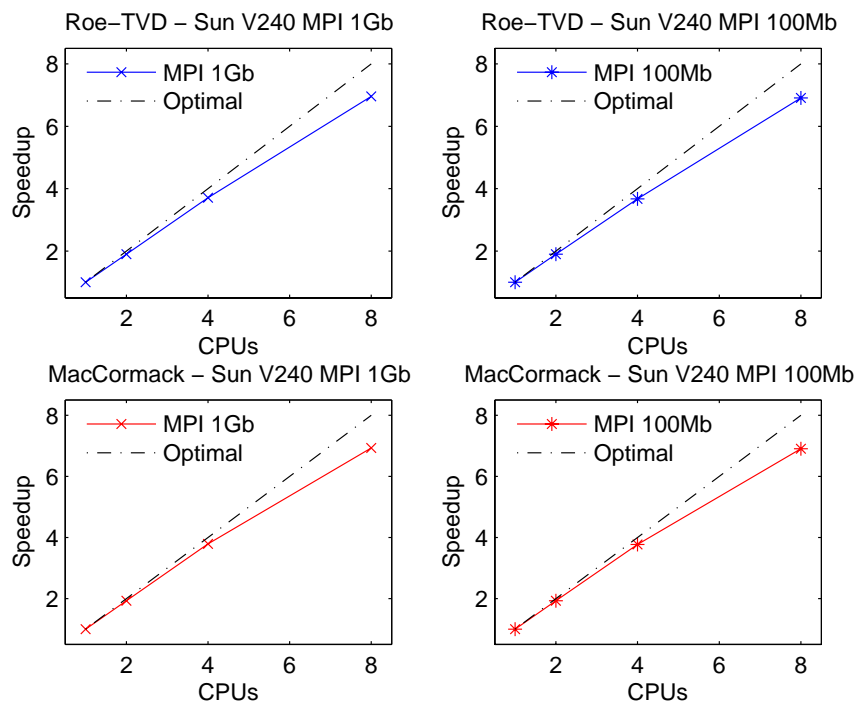 Roe−TVD − Sun V240 MPI 1Gb
8
6
4
2
Speedup
MPI 1Gb
Optimal
2 4 6 8
CPUs
Roe−TVD − Sun V240 MPI 100Mb
8
6
4
2
Speedup
MPI 100Mb
Optimal
2 4 6 8
CPUs
MacCormack − Sun V240 MPI 1Gb
8
6
4
2
Speedup
MPI 1Gb
Optimal
2 4 6 8
CPUs
MacCormack − Sun V240 MPI 100Mb
8
6
4
2
Speedup
MPI 100Mb
Optimal
2 4 6 8
CPUs